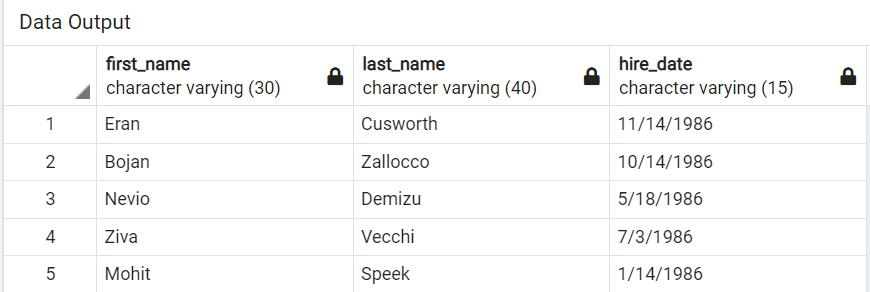 Data Output
first_name last_name hire_date
character varying (30) character varying (40) character varying (15)
1 Eran Cusworth 11/14/1986
2 Bojan Zallocco 10/14/1986
3 Nevio Demizu 5/18/1986
4 Ziva Vecchi 7/3/1986
5 Mohit Speek 1/14/1986